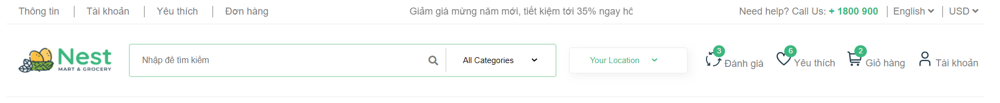 Thông tin
Tài khoản
Yêu thích
Đơn hàng
Giảm giá mừng năm mới, tiết kiệm tới 35% ngay
Need help? Call Us: + 1800 900
English
USD
Nest
MART & GROCERY
Nhập để tìm kiếm
All Categories
Your Location
3
Đánh giá
6
Yêu thích
2
Giỏ hàng
Tài khoản